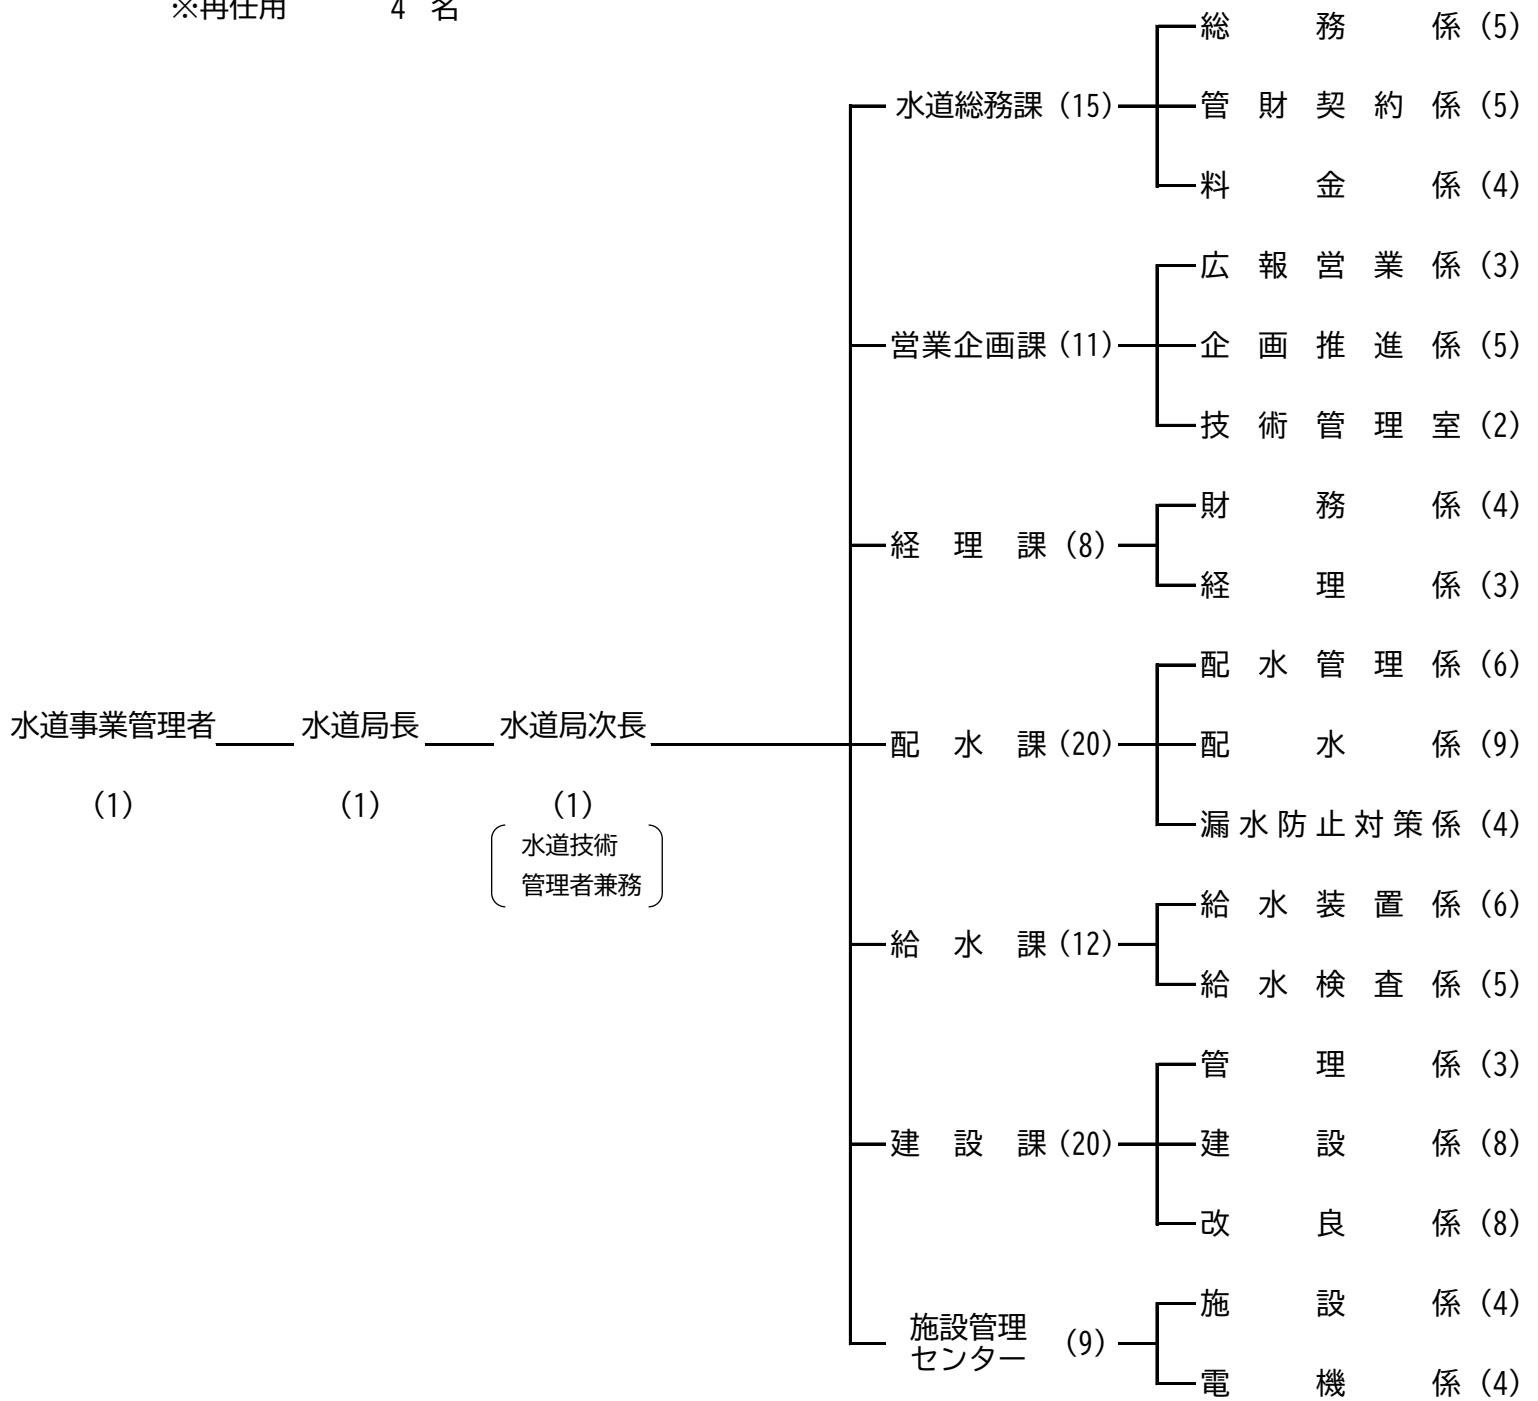 ※再任用 4 名
総務係 (5)
水道総務課 (15)
管財契約係 (5)
料金係 (4)
広報営業係 (3)
営業企画課 (11)
企画推進係 (5)
技術管理室 (2)
財務係 (4)
経理課 (8)
経理係 (3)
配水管理係 (6)
水道事業管理者
水道局長
水道局次長
配水課 (20)
配水係 (9)
(1)
(1)
(1)
水道技術
管理者兼務
漏水防止対策係 (4)
給水装置係 (6)
給水課 (12)
給水検査係 (5)
管理係 (3)
建設課 (20)
建設係 (8)
改良係 (8)
施設係 (4)
施設管理
センター
(9)
電機係 (4)